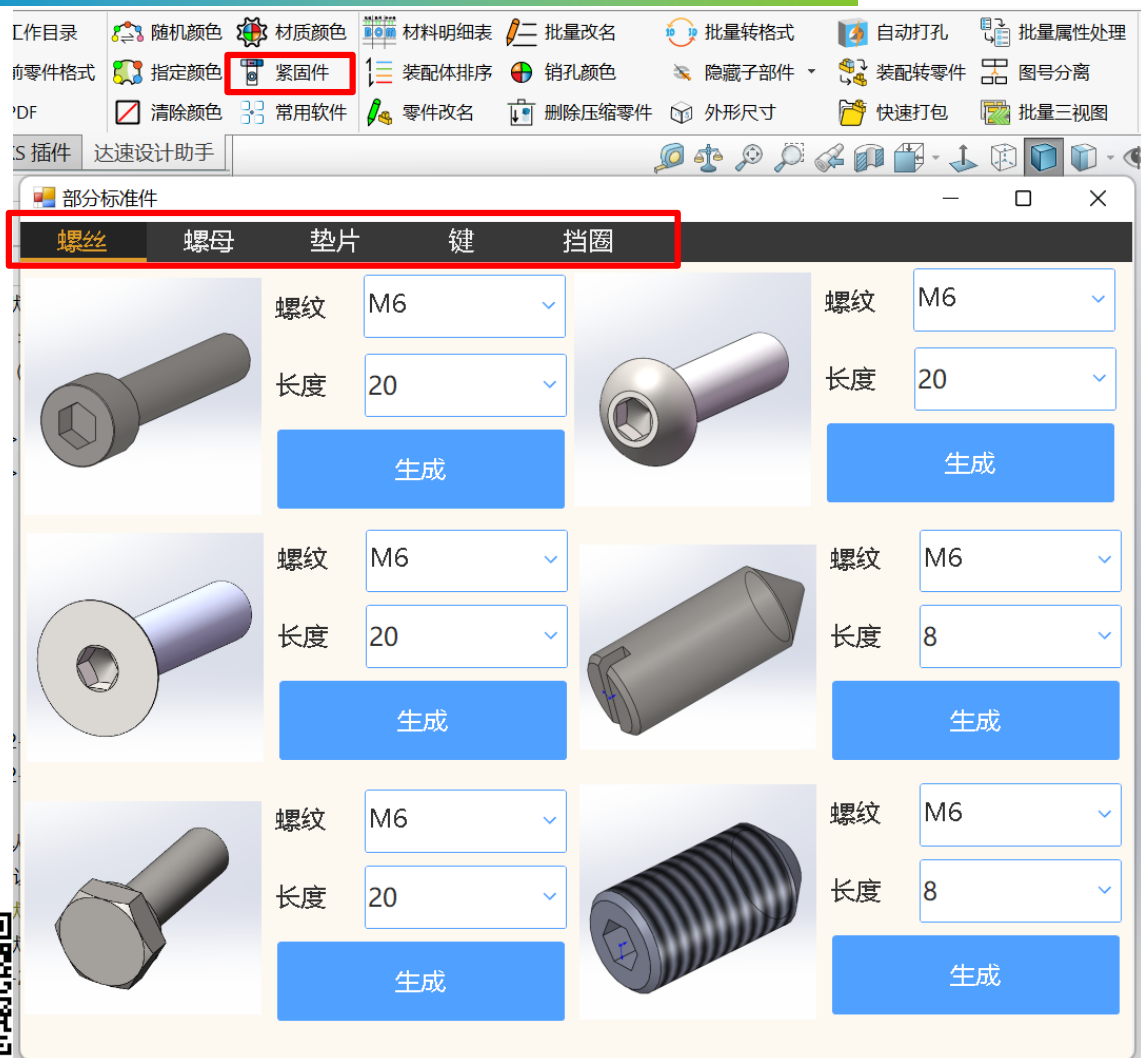 工作目录 随机颜色 材质颜色 BOM 材料明细表 批量改名 批量转格式 自动打孔 批量属性处理
前零件格式 指定颜色 紧固件 装配体排序 销孔颜色 隐藏子部件 装配转零件 图号分离
PDF 清除颜色 常用软件 零件改名 删除压缩零件 外形尺寸 快速打包 批量三视图
KS 插件 达速设计助手
部分标准件
螺丝 螺母 垫片 键 挡圈
螺纹 M6 螺纹 M6
长度 20 长度 20
生成 生成
螺纹 M6 螺纹 M6
长度 20 长度 8
生成 生成
螺纹 M6 螺纹 M6
长度 20 长度 8
生成 生成